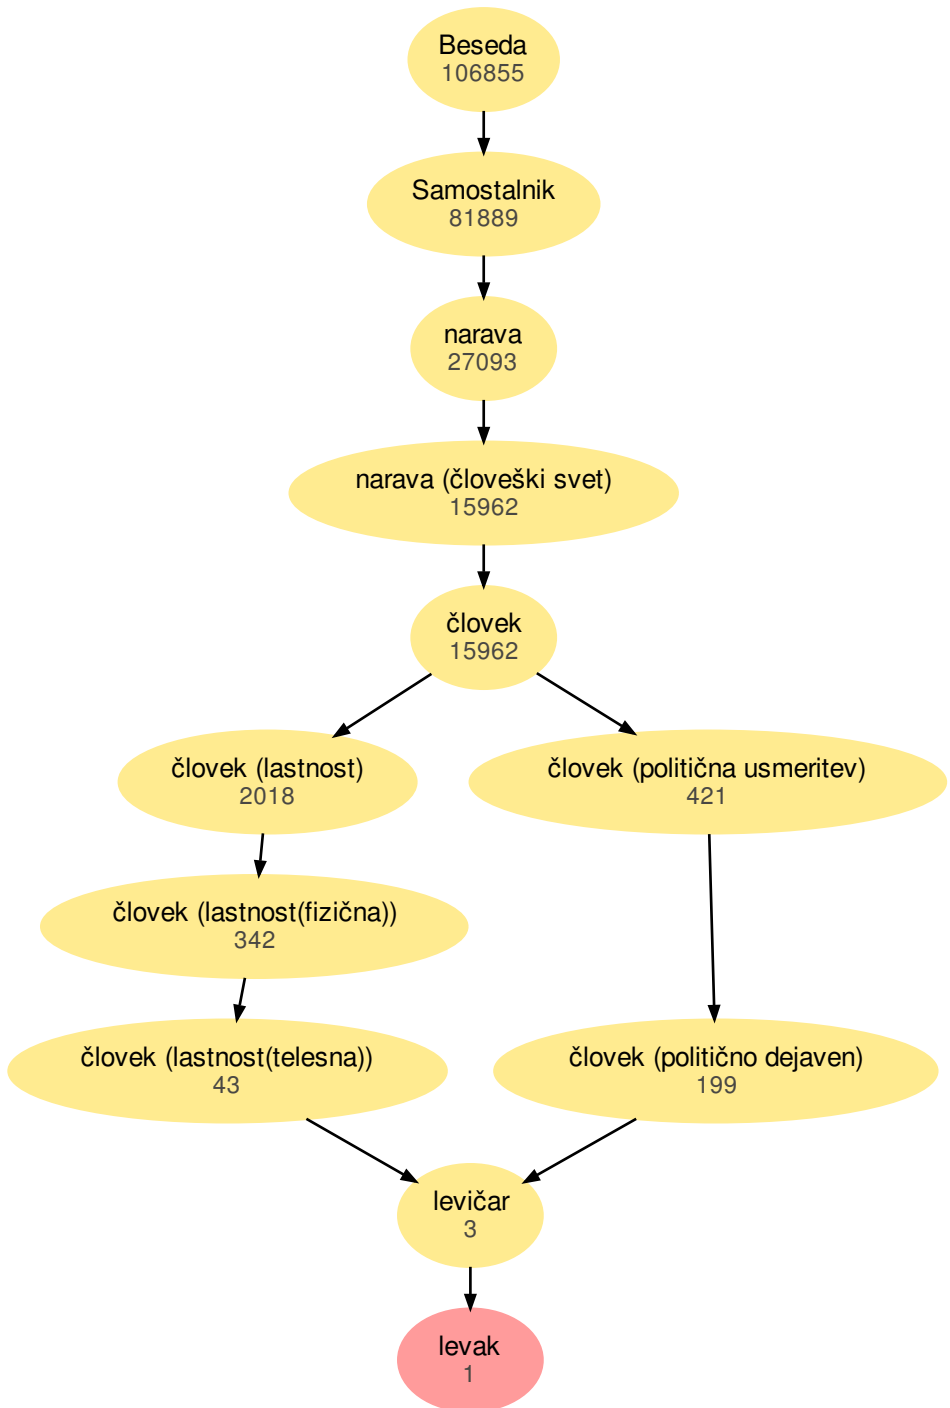 Beseda
106855
Samostalnik
81889
narava
27093
narava (človeški svet)
15962
človek
15962
človek (lastnost)
2018
človek (politična usmeritev)
421
človek (lastnost(fizična))
342
človek (lastnost(telesna))
43
človek (politično dejaven)
199
levičar
3
levak
1